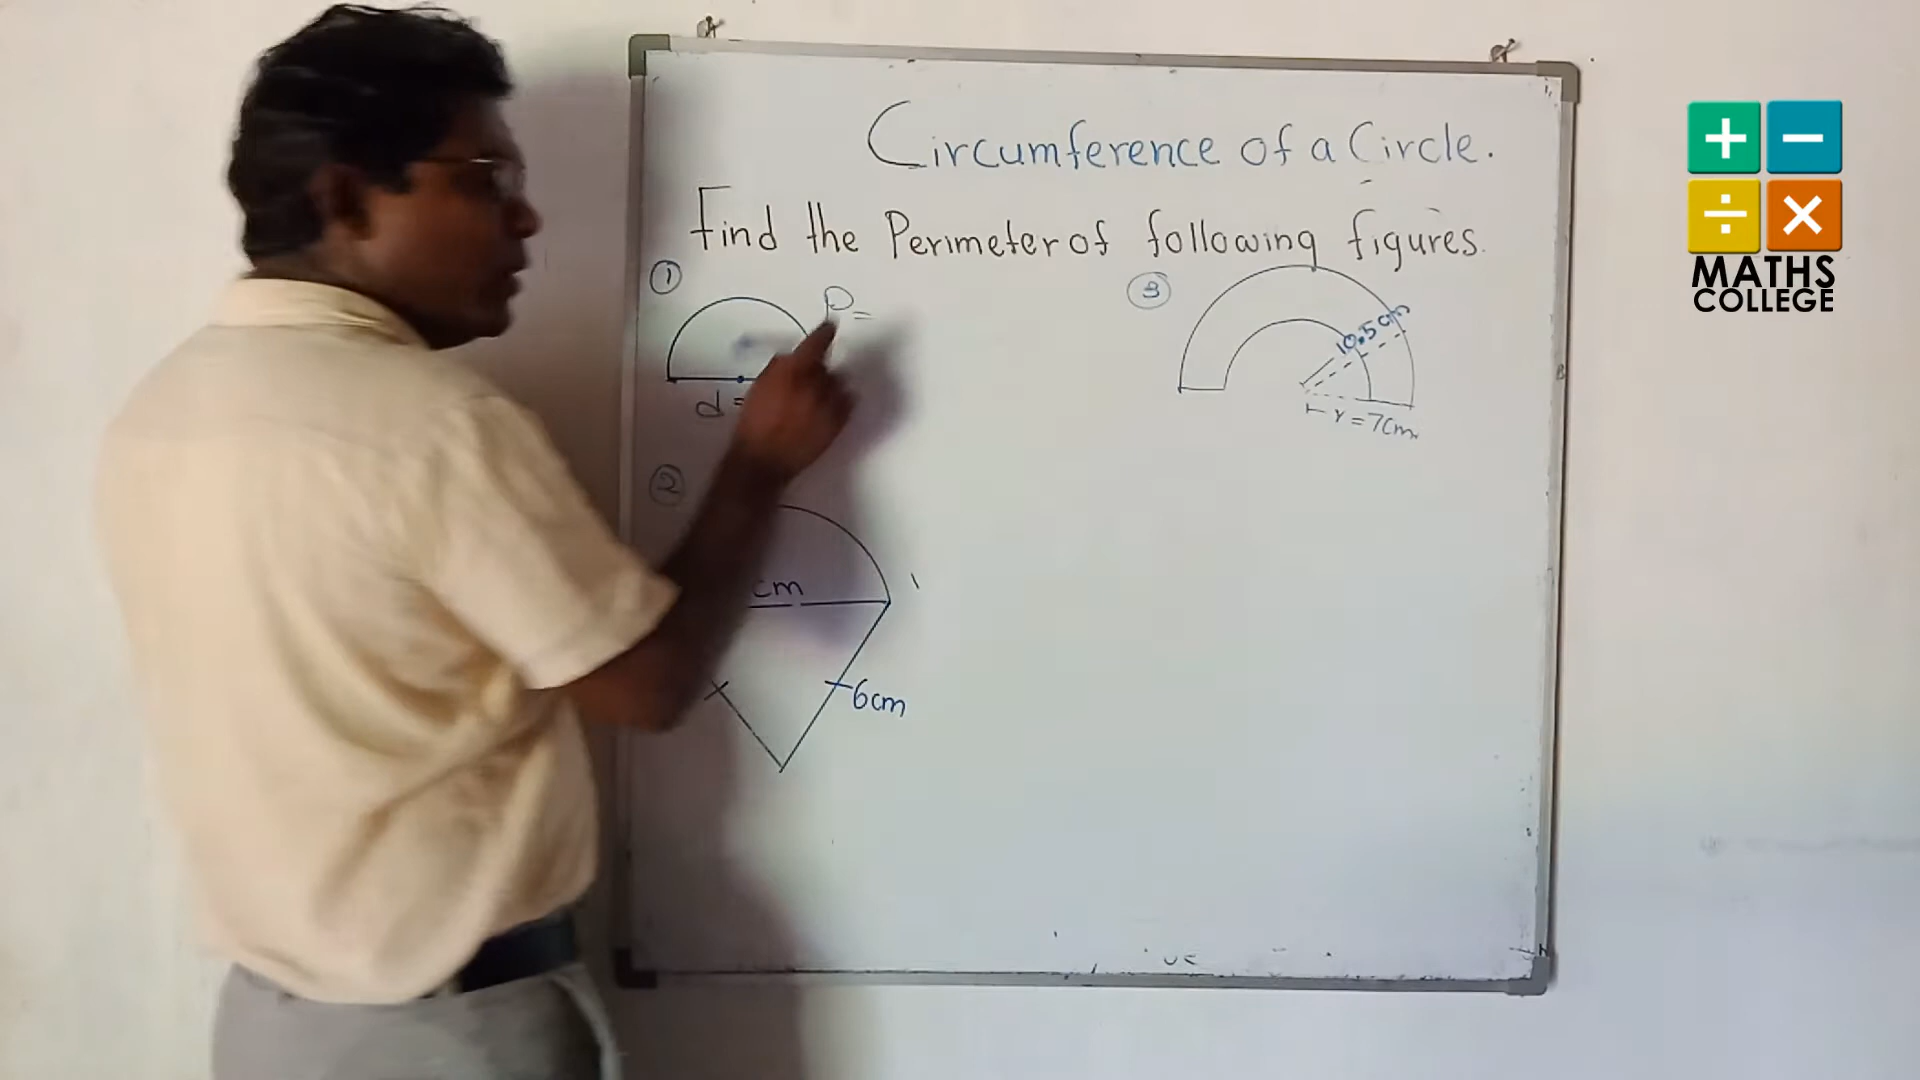 Circumference of a Circle.
Find the Perimeter of following figures.
①
P =
d =
②
cm
6cm
③
10.5cm
r = 7cm
MATHS
COLLEGE